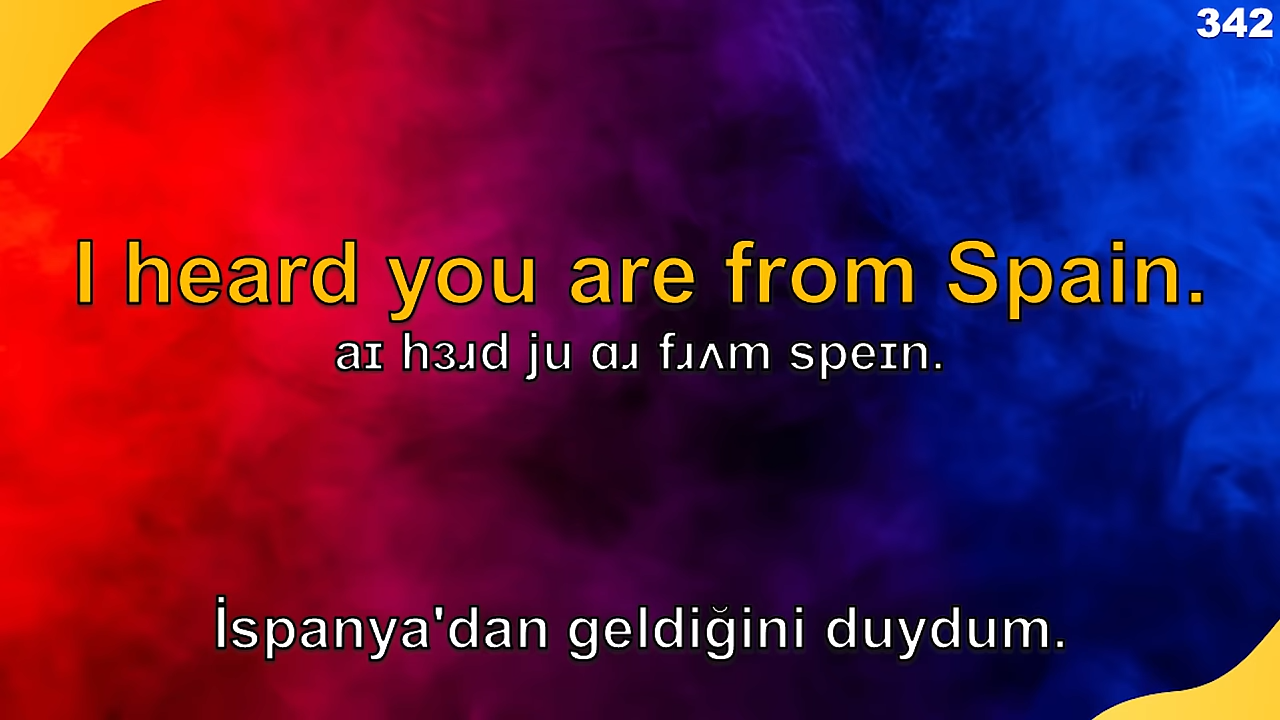 342
I heard you are from Spain.
aɪ hɜɹd ju ɑɹ fɹʌm speɪn.
İspanya'dan geldiğini duydum.